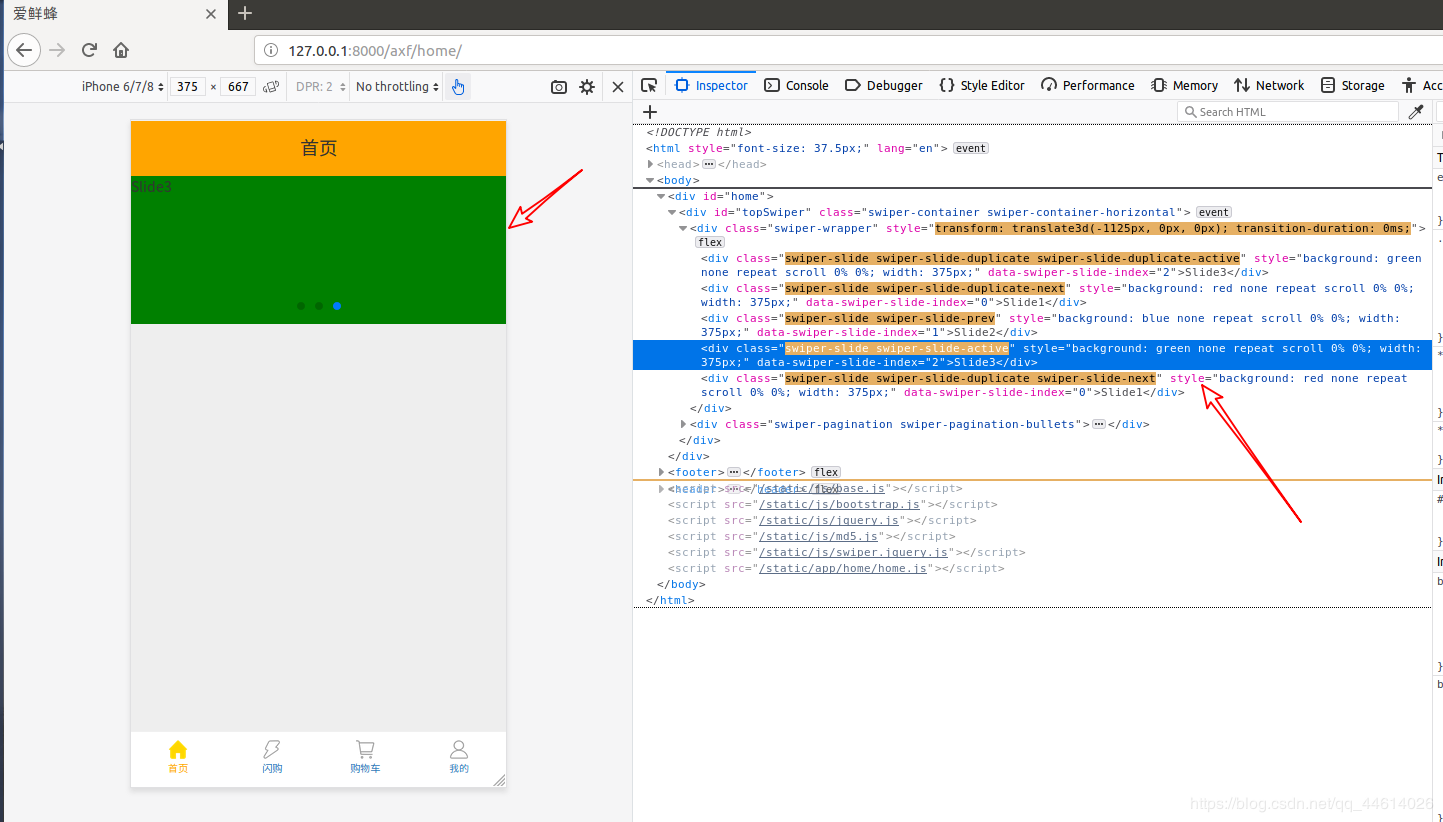 爱鲜蜂
127.0.0.1:8000/axf/home/
iPhone 6/7/8 375 × 667 DPR: 2 No throttling
Inspector Console Debugger {} Style Editor Performance Memory Network Storage Acc
Search HTML
首页
Slide3
首页 闪购 购物车 我的
<!DOCTYPE html>
<html style="font-size: 37.5px;" lang="en"> event
<head> ••• </head>
<body>
<div id="home">
<div id="topSwiper" class="swiper-container swiper-container-horizontal"> event
<div class="swiper-wrapper" style="transform: translate3d(-1125px, 0px, 0px); transition-duration: 0ms;">
flex
<div class="swiper-slide swiper-slide-duplicate swiper-slide-duplicate-active" style="background: green
none repeat scroll 0% 0%; width: 375px;" data-swiper-slide-index="2">Slide3</div>
<div class="swiper-slide swiper-slide-duplicate-next" style="background: red none repeat scroll 0% 0%;
width: 375px;" data-swiper-slide-index="0">Slide1</div>
<div class="swiper-slide swiper-slide-prev" style="background: blue none repeat scroll 0% 0%; width:
375px;" data-swiper-slide-index="1">Slide2</div>
<div class="swiper-slide swiper-slide-active" style="background: green none repeat scroll 0% 0%; width:
375px;" data-swiper-slide-index="2">Slide3</div>
<div class="swiper-slide swiper-slide-duplicate swiper-slide-next" style="background: red none repeat
scroll 0% 0%; width: 375px;" data-swiper-slide-index="0">Slide1</div>
</div>
<div class="swiper-pagination swiper-pagination-bullets"> ••• </div>
</div>
</div>
<footer> ••• </footer> flex
<header> ••• </header> flex
<script src="/static/js/base.js"></script>
<script src="/static/js/bootstrap.js"></script>
<script src="/static/js/jquery.js"></script>
<script src="/static/js/md5.js"></script>
<script src="/static/js/swiper.jquery.js"></script>
<script src="/static/app/home/home.js"></script>
</body>
</html>
https://blog.csdn.net/qq_44614026